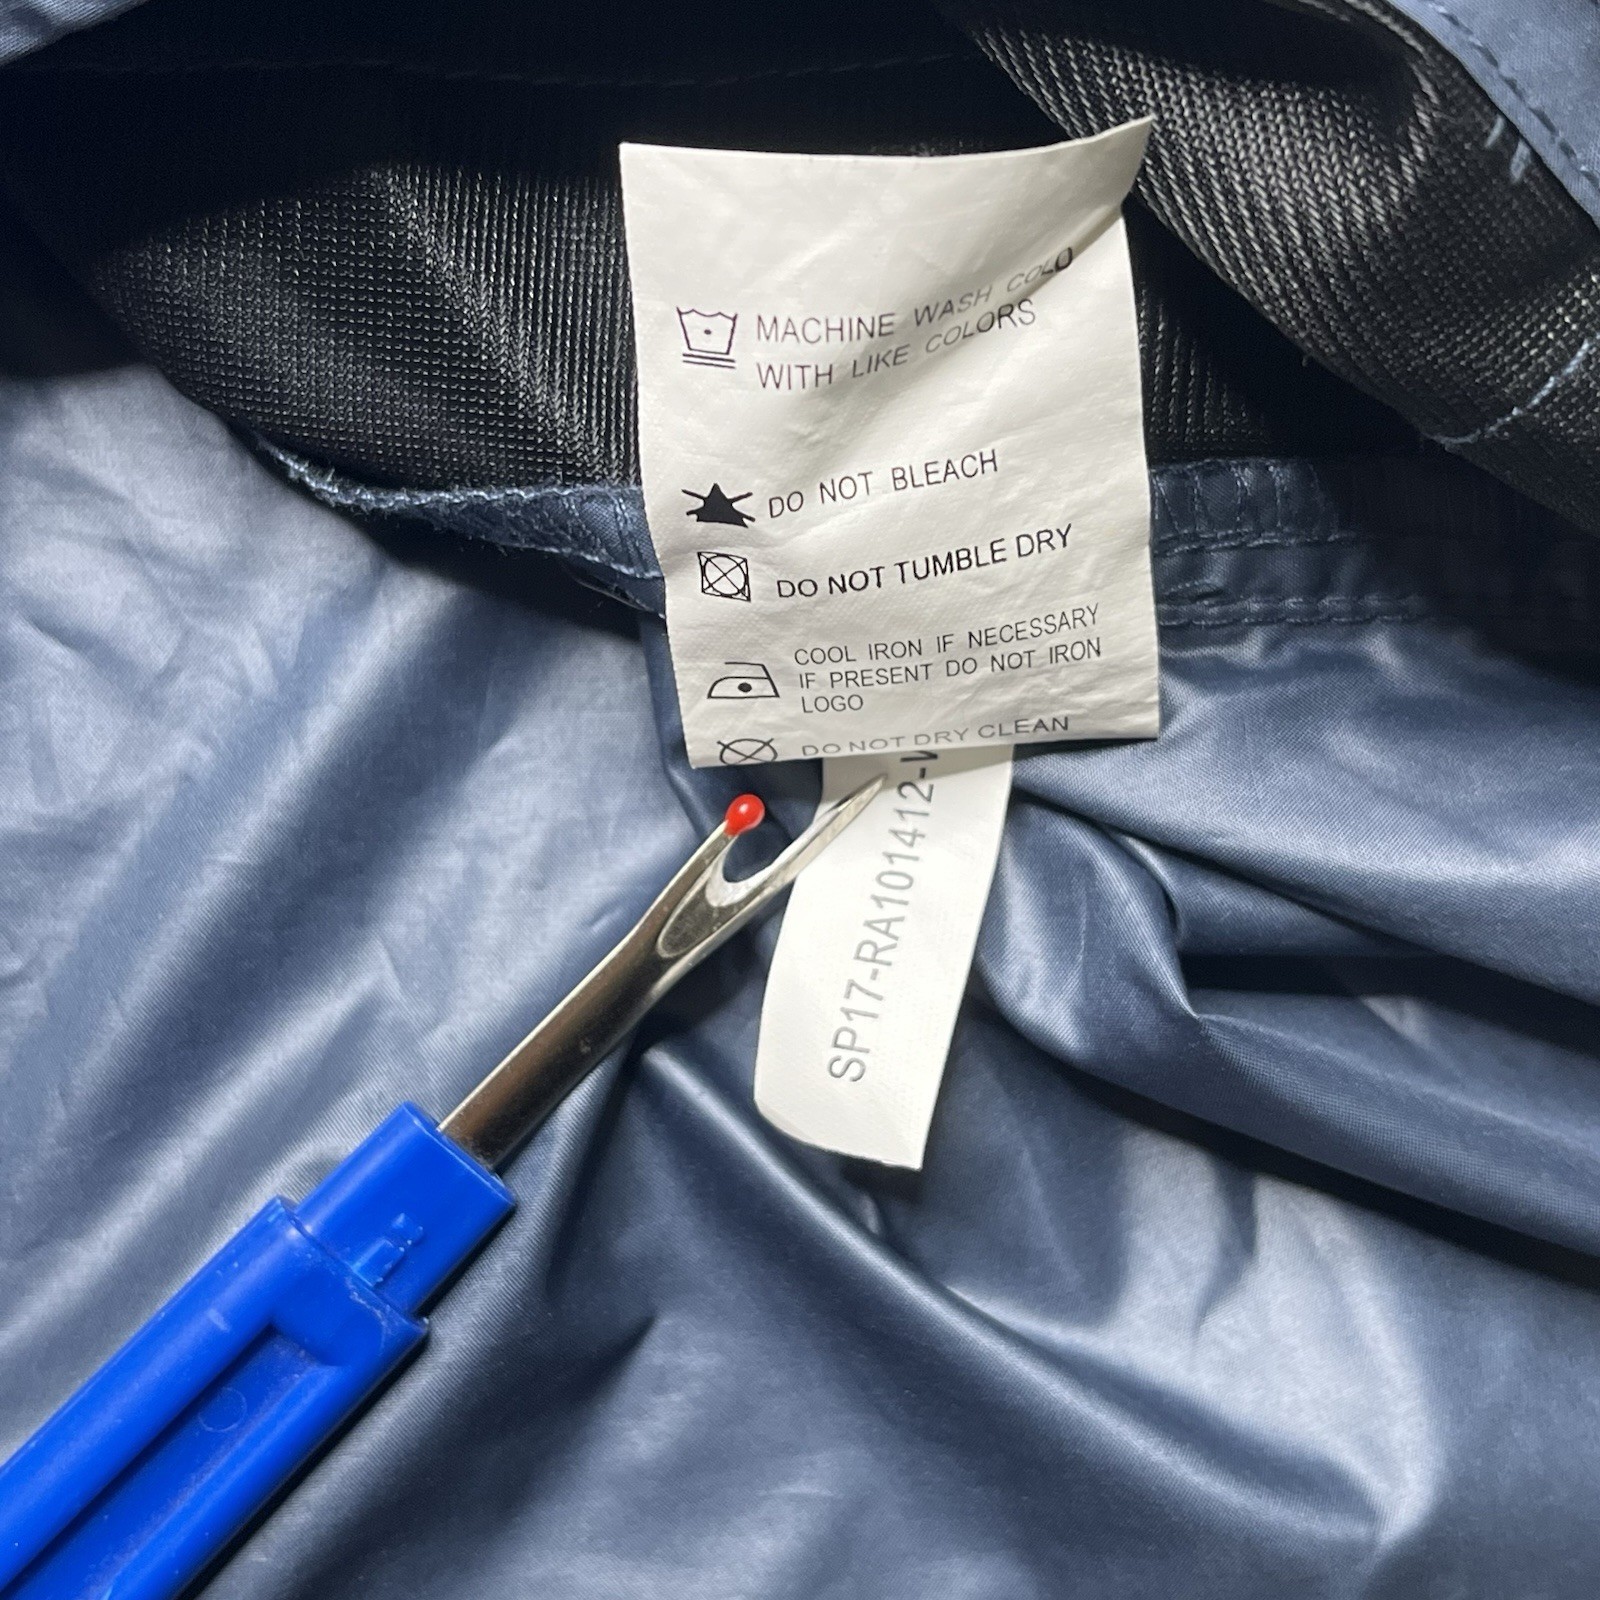 MACHINE WASH COLD
WITH LIKE COLORS
DO NOT BLEACH
DO NOT TUMBLE DRY
COOL IRON IF NECESSARY
IF PRESENT DO NOT IRON
LOGO
DO NOT DRY CLEAN
SP17-RA101412-